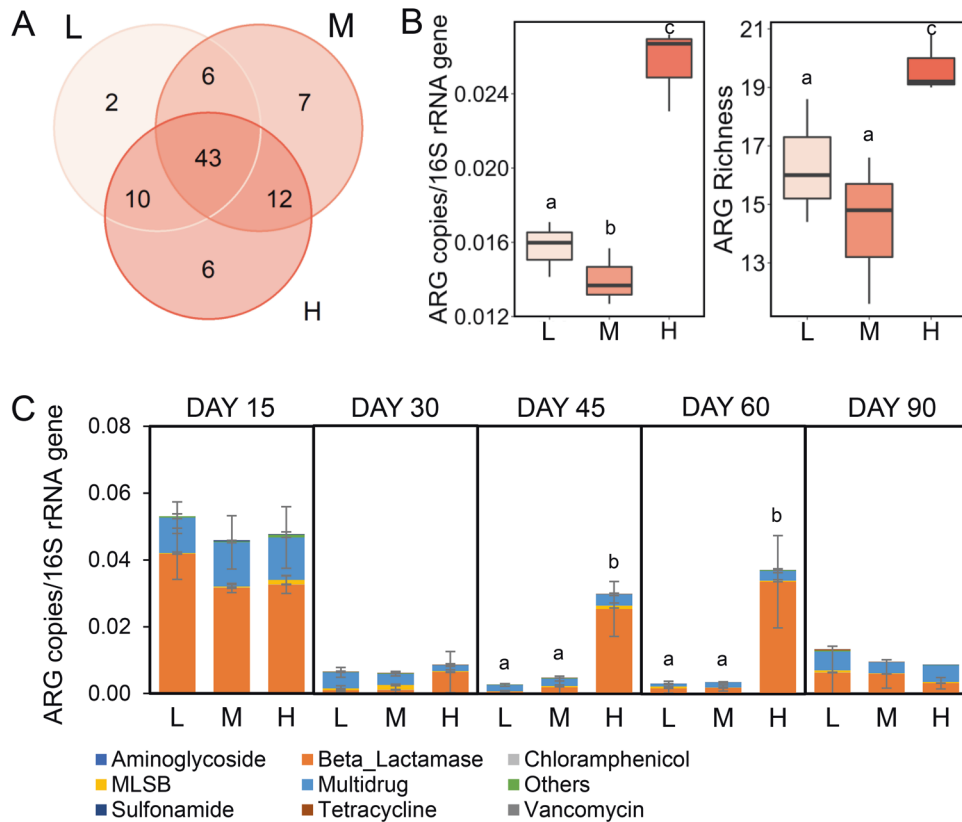 A
L
M
2
6
7
43
10
12
6
H
B
ARG copies/16S rRNA gene
0.024
0.020
0.016
0.012
a
b
c
L
M
H
ARG Richness
21
19
17
15
13
a
a
c
L
M
H
C
DAY 15
DAY 30
DAY 45
DAY 60
DAY 90
ARG copies/16S rRNA gene
0.08
0.06
0.04
0.02
0.00
a
a
b
a
a
b
L
M
H
L
M
H
L
M
H
L
M
H
L
M
H
Aminoglycoside
Beta_Lactamase
Chloramphenicol
MLSB
Multidrug
Others
Sulfonamide
Tetracycline
Vancomycin